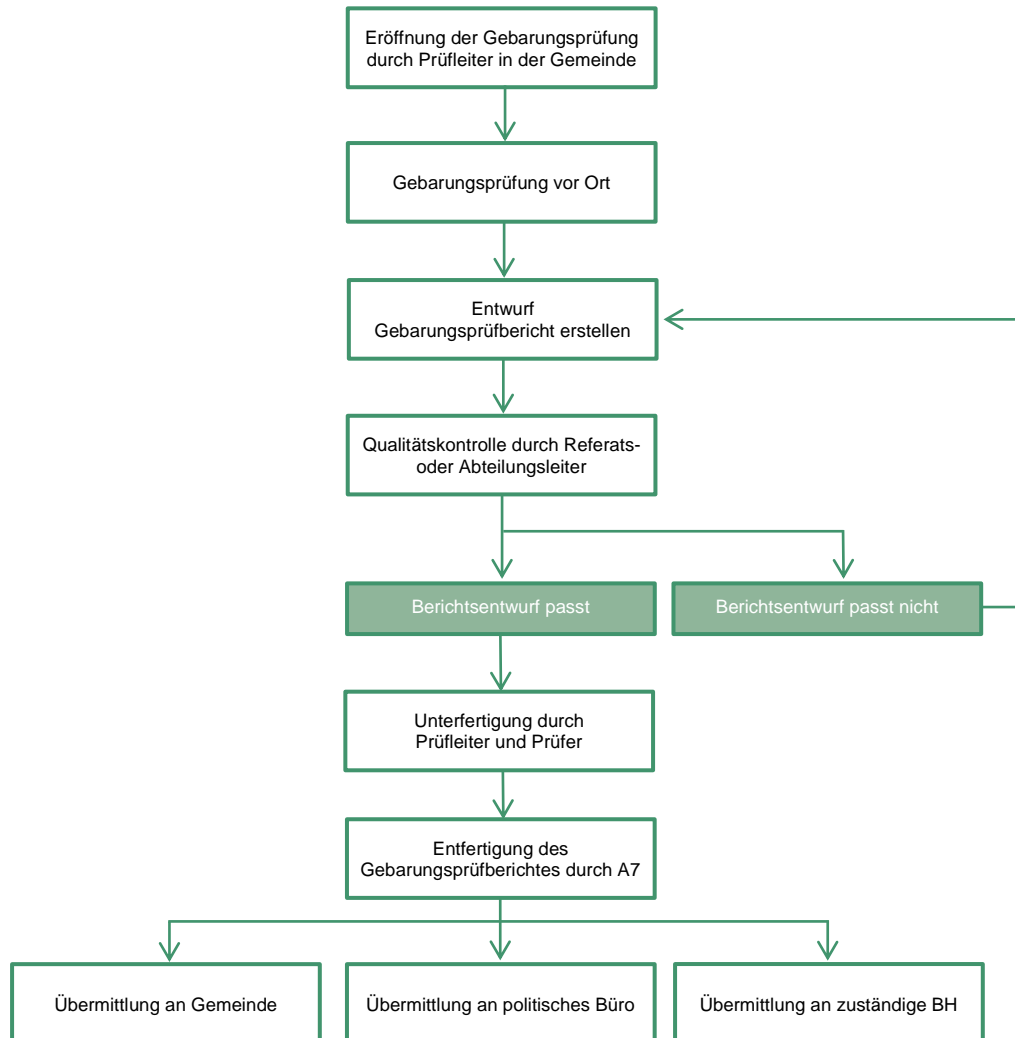 Eröffnung der Gebarungsprüfung
durch Prüfleiter in der Gemeinde
Gebarungsprüfung vor Ort
Entwurf
Gebarungsprüfbericht erstellen
Qualitätskontrolle durch Referats-
oder Abteilungsleiter
Berichtsentwurf passt
Berichtsentwurf passt nicht
Unterfertigung durch
Prüfleiter und Prüfer
Entfertigung des
Gebarungsprüfberichtes durch A7
Übermittlung an Gemeinde
Übermittlung an politisches Büro
Übermittlung an zuständige BH